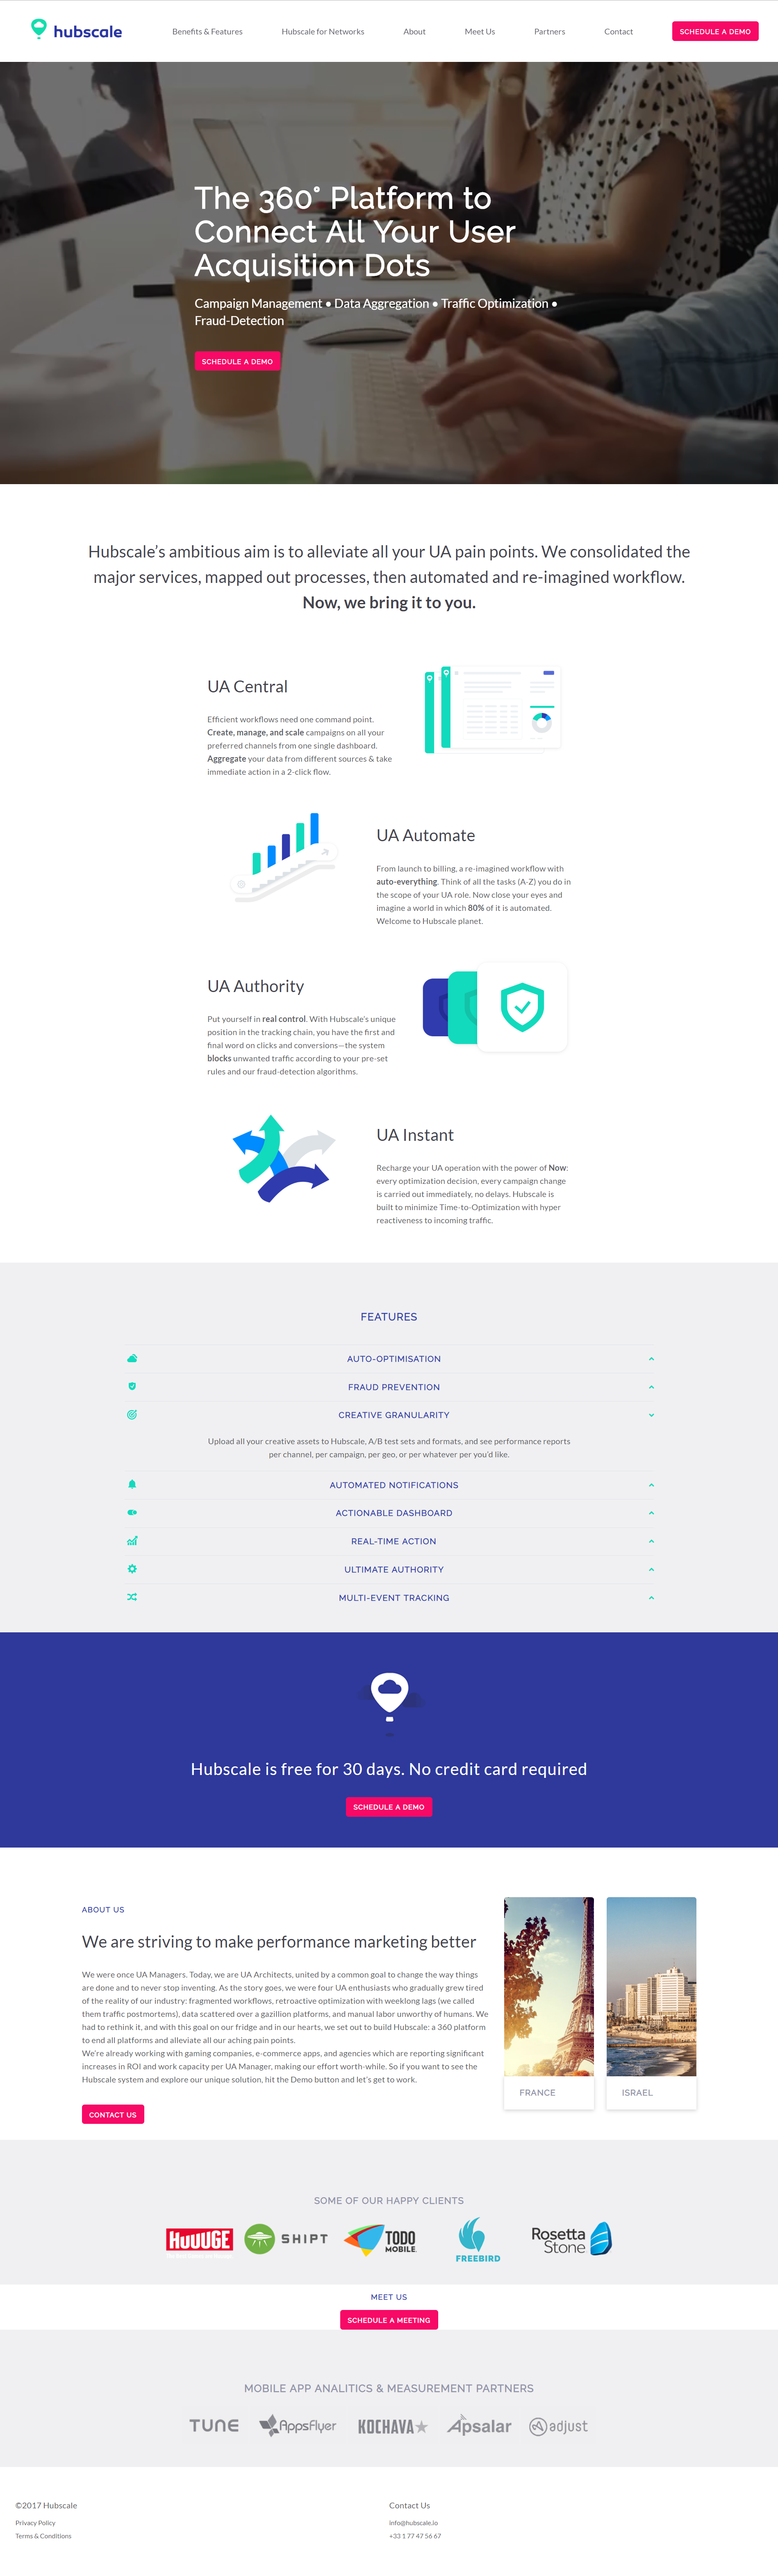 hubscale
Benefits & Features
Hubscale for Networks
About
Meet Us
Partners
Contact
SCHEDULE A DEMO
The 360° Platform to
Connect All Your User
Acquisition Dots
Campaign Management • Data Aggregation • Traffic Optimization •
Fraud-Detection
SCHEDULE A DEMO
Hubscale's ambitious aim is to alleviate all your UA pain points. We consolidated the
major services, mapped out processes, then automated and re-imagined workflow.
Now, we bring it to you.
UA Central
Efficient workflows need one command point.
Create, manage, and scale campaigns on all your
preferred channels from one single dashboard.
Aggregate your data from different sources & take
immediate action in a 2-click flow.
UA Automate
From launch to billing, a re-imagined workflow with
auto-everything. Think of all the tasks (A-Z) you do in
the scope of your UA role. Now close your eyes and
imagine a world in which 80% of it is automated.
Welcome to Hubscale planet.
UA Authority
Put yourself in real control. With Hubscale's unique
position in the tracking chain, you have the first and
final word on clicks and conversions—the system
blocks unwanted traffic according to your pre-set
rules and our fraud-detection algorithms.
UA Instant
Recharge your UA operation with the power of Now:
every optimization decision, every campaign change
is carried out immediately, no delays. Hubscale is
built to minimize Time-to-Optimization with hyper
reactiveness to incoming traffic.
FEATURES
AUTO-OPTIMISATION
FRAUD PREVENTION
CREATIVE GRANULARITY
Upload all your creative assets to Hubscale, A/B test sets and formats, and see performance reports
per channel, per campaign, per geo, or per whatever per you'd like.
AUTOMATED NOTIFICATIONS
ACTIONABLE DASHBOARD
REAL-TIME ACTION
ULTIMATE AUTHORITY
MULTI-EVENT TRACKING
Hubscale is free for 30 days. No credit card required
SCHEDULE A DEMO
ABOUT US
We are striving to make performance marketing better
We were once UA Managers. Today, we are UA Architects, united by a common goal to change the way things
are done and to never stop inventing. As the story goes, we were four UA enthusiasts who gradually grew tired
of the reality of our industry: fragmented workflows, retroactive optimization with weeklong lags (we called
them traffic postmortems), data scattered over a gazillion platforms, and manual labor unworthy of humans. We
had to rethink it, and with this goal on our fridge and in our hearts, we set out to build Hubscale: a 360 platform
to end all platforms and alleviate all our aching pain points.
We're already working with gaming companies, e-commerce apps, and agencies which are reporting significant
increases in ROI and work capacity per UA Manager, making our effort worth-while. So if you want to see the
Hubscale system and explore our unique solution, hit the Demo button and let's get to work.
CONTACT US
FRANCE
ISRAEL
SOME OF OUR HAPPY CLIENTS
HUUUGE
SHIPT
TODO
MOBILE
FREEBIRD
Rosetta
Stone
MEET US
SCHEDULE A MEETING
MOBILE APP ANALITICS & MEASUREMENT PARTNERS
TUNE
AppsFlyer
KOCHAVA
Apsalar
adjust
©2017 Hubscale
Privacy Policy
Terms & Conditions
Contact Us
info@hubscale.io
+33 1 77 47 56 67